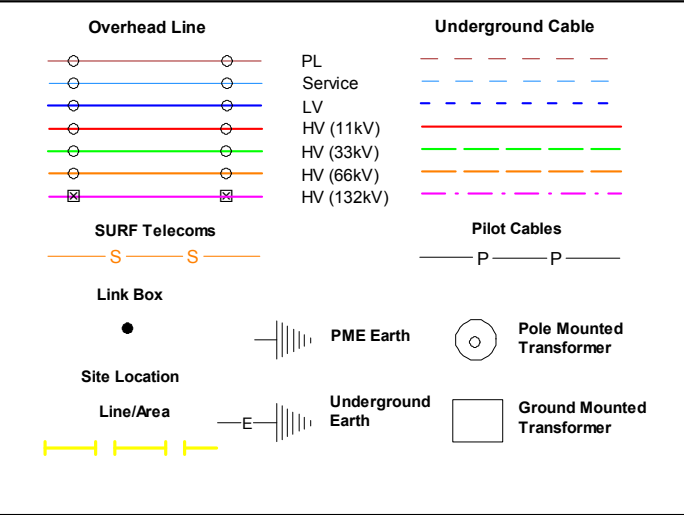 Overhead Line
Underground Cable
PL
Service
LV
HV (11kV)
HV (33kV)
HV (66kV)
HV (132kV)
SURF Telecoms
Pilot Cables
S S
P P
Link Box
PME Earth
Pole Mounted
Transformer
Site Location
Line/Area
E
Underground
Earth
Ground Mounted
Transformer